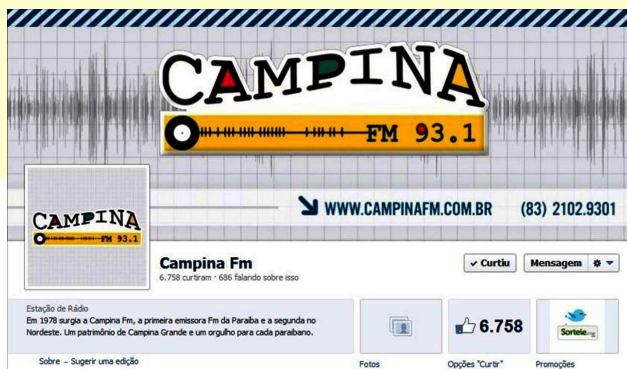 CAMPINA
FM 93.1
WWW.CAMPINAFM.COM.BR (83) 2102.9301
CAMPINA
FM 93.1
Campina Fm
6.758 curtiram · 686 falando sobre isso
Curtiu Mensagem
Estação de Rádio
Em 1978 surgia a Campina Fm, a primeira emissora Fm da Paraíba e a segunda no
Nordeste. Um patrimônio de Campina Grande e um orgulho para cada paraibano.
6.758
Sorteie
Sobre – Sugerir uma edição
Fotos Opções "Curtir" Promoções